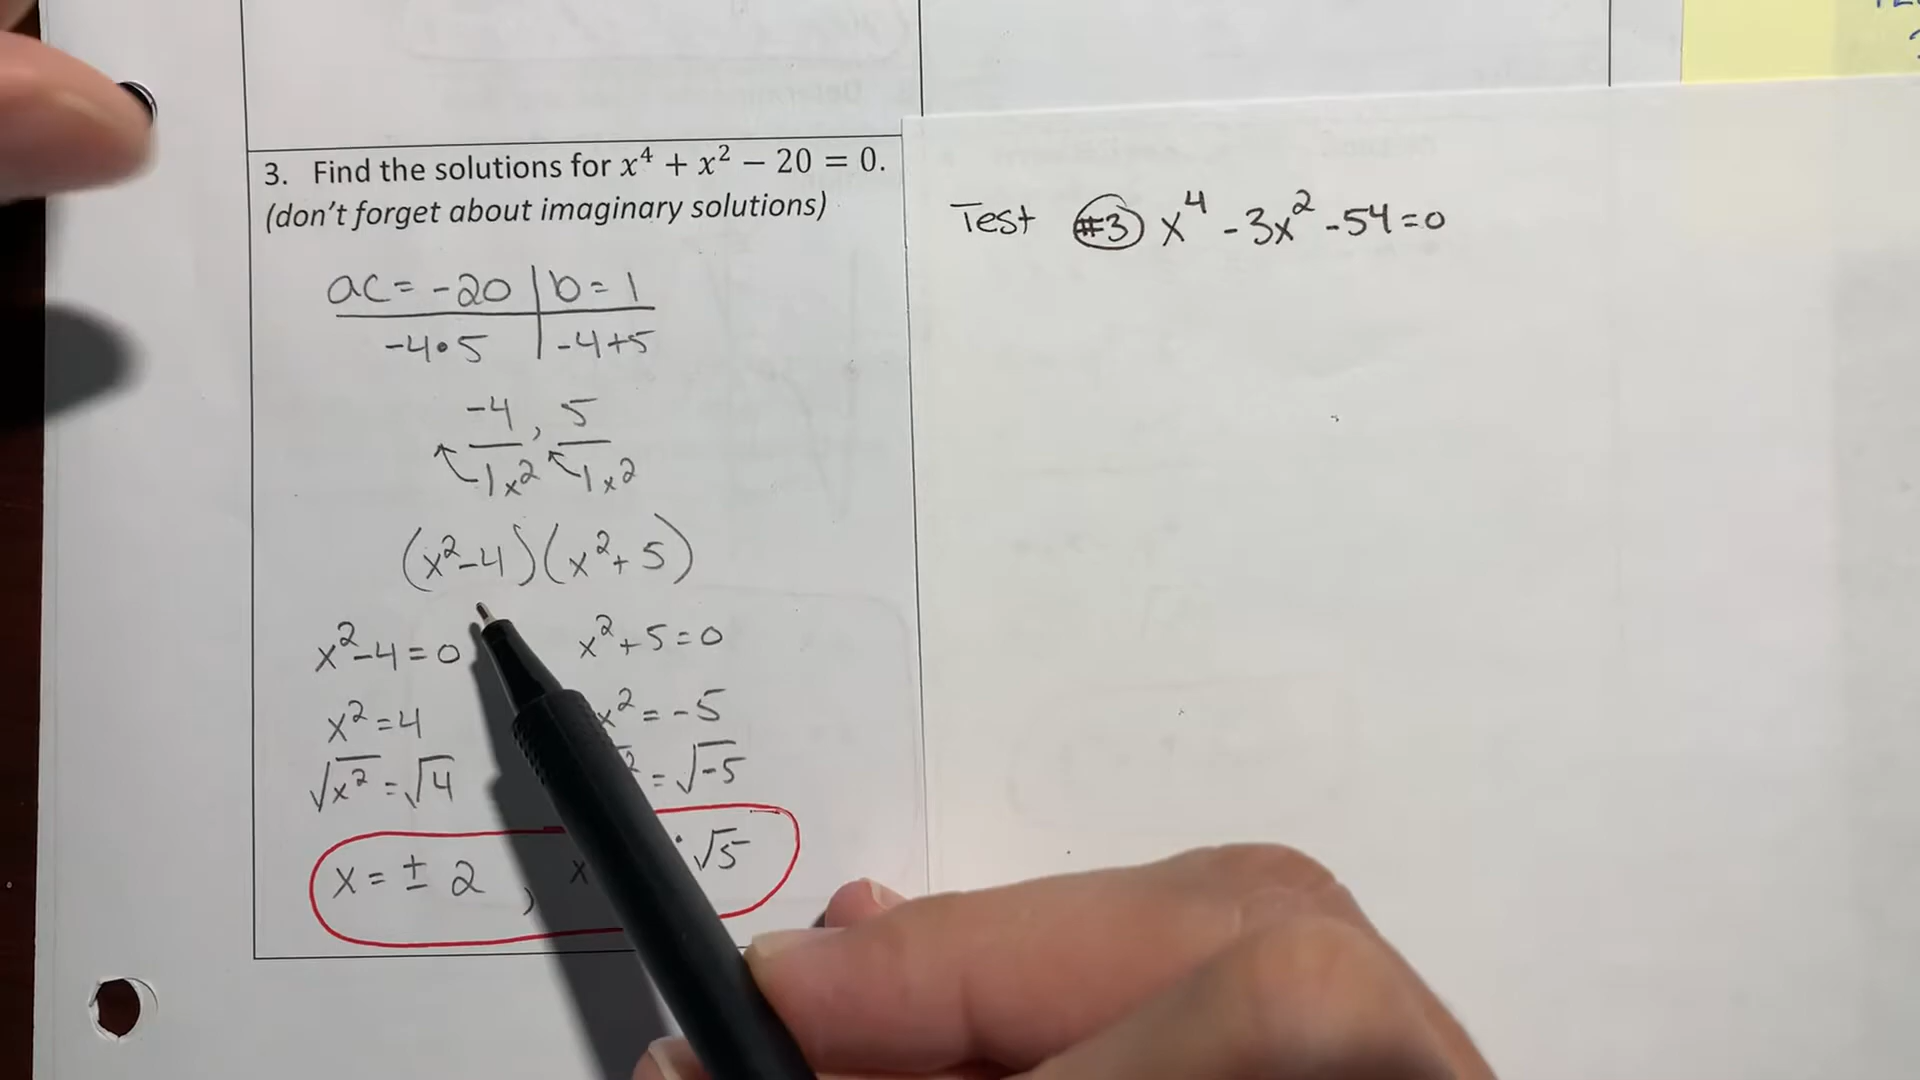 3. Find the solutions for x⁴ + x² − 20 = 0.
(don't forget about imaginary solutions)
ac = -20 | b = 1
-4•5 | -4+5
-4/1x², 5/1x²
(x²-4)(x²+5)
x²-4=0 x²+5=0
x²=4 x²=-5
√x²=√4 ²=√-5
x=±2, x √5
Test #3 x⁴-3x²-54=0